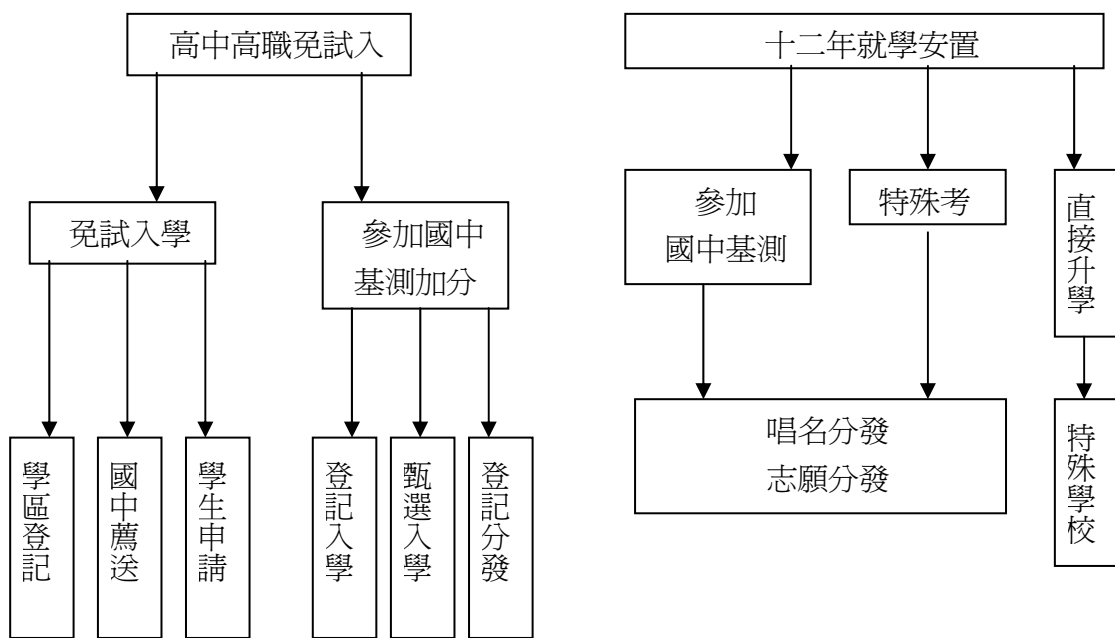 高中高職免試入
十二年就學安置
免試入學
參加國中
基測加分
參加
國中基測
特殊考
直接升學
唱名分發
志願分發
學區登記
國中薦送
學生申請
登記入學
甄選入學
登記分發
特殊學校